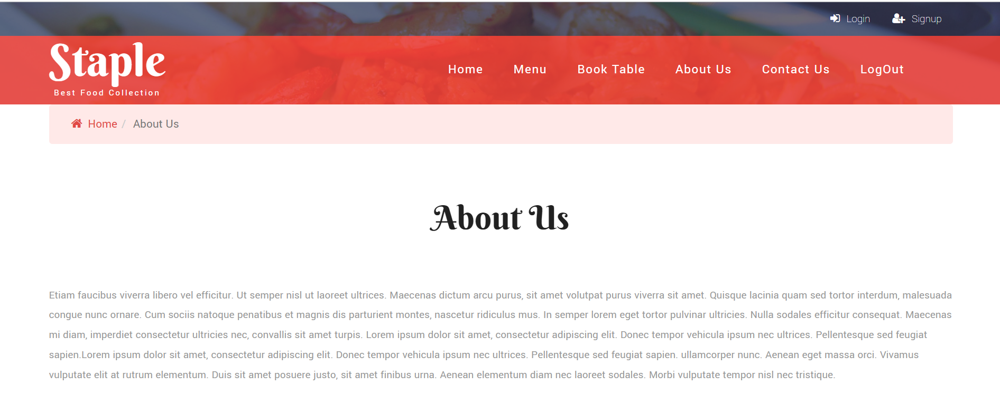 Login Signup
Staple
Best Food Collection
Home Menu Book Table About Us Contact Us LogOut
Home / About Us
About Us
Etiam faucibus viverra libero vel efficitur. Ut semper nisl ut laoreet ultrices. Maecenas dictum arcu purus, sit amet volutpat purus viverra sit amet. Quisque lacinia quam sed tortor interdum, malesuada
congue nunc ornare. Cum sociis natoque penatibus et magnis dis parturient montes, nascetur ridiculus mus. In semper lorem eget tortor pulvinar ultricies. Nulla sodales efficitur consequat. Maecenas
mi diam, imperdiet consectetur ultricies nec, convallis sit amet turpis. Lorem ipsum dolor sit amet, consectetur adipiscing elit. Donec tempor vehicula ipsum nec ultrices. Pellentesque sed feugiat
sapien.Lorem ipsum dolor sit amet, consectetur adipiscing elit. Donec tempor vehicula ipsum nec ultrices. Pellentesque sed feugiat sapien. ullamcorper nunc. Aenean eget massa orci. Vivamus
vulputate elit at rutrum elementum. Duis sit amet posuere justo, sit amet finibus urna. Aenean elementum diam nec laoreet sodales. Morbi vulputate tempor nisl nec tristique.